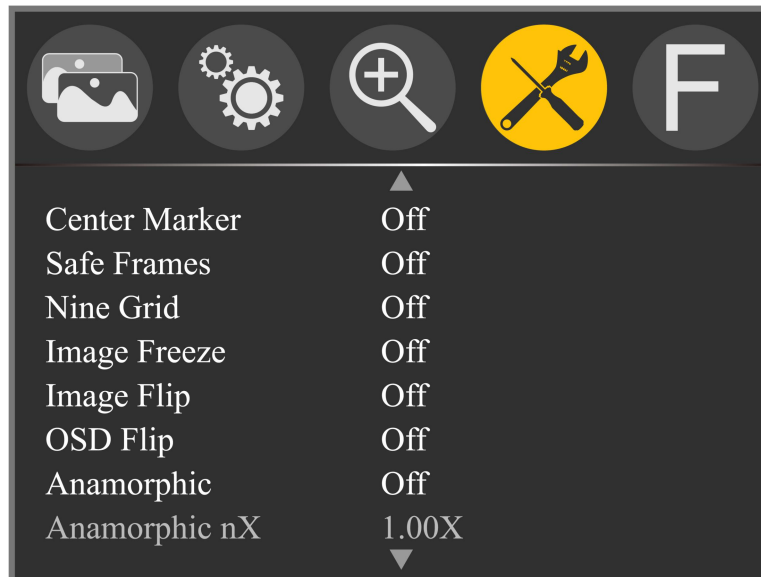 F
Center Marker Off
Safe Frames Off
Nine Grid Off
Image Freeze Off
Image Flip Off
OSD Flip Off
Anamorphic Off
Anamorphic nX 1.00X